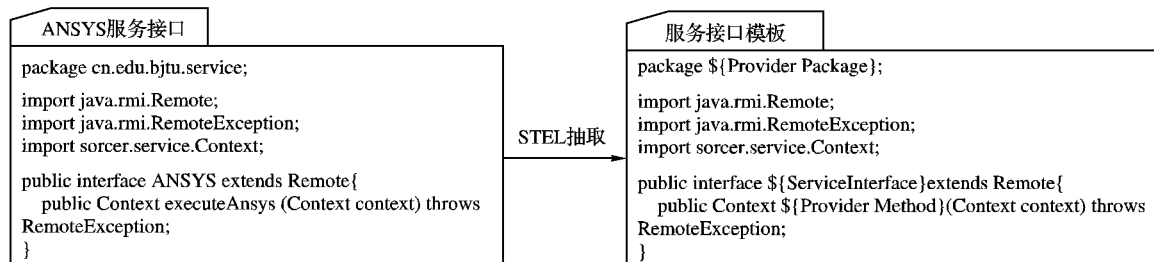 ANSYS服务接口
package cn.edu.bjtu.service;
import java.rmi.Remote;
import java.rmi.RemoteException;
import sorcer.service.Context;
public interface ANSYS extends Remote{
public Context executeAnsys (Context context) throws
RemoteException;
}
STEL抽取
服务接口模板
package ${Provider Package};
import java.rmi.Remote;
import java.rmi.RemoteException;
import sorcer.service.Context;
public interface ${ServiceInterface}extends Remote{
public Context ${Provider Method}(Context context) throws
RemoteException;
}